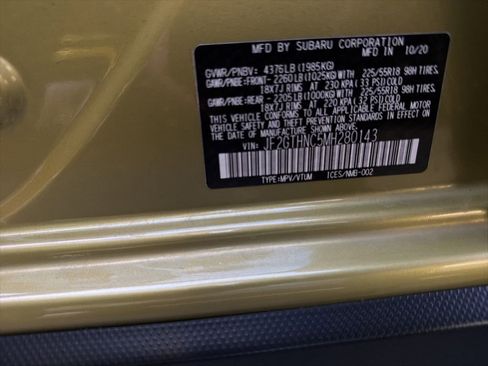 MFD BY SUBARU CORPORATION 10/20
GVWR/PNBV: 4375LB (1985KG)
GAWR/PNBE:FRONT- 2260LB(1025KG)WITH 225/55R18 98H TIRES,
18X7J RIMS AT 230 KPA (33 PSI)COLD
GAWR/PNBE:REAR - 2205LB(1000KG)WITH 225/55R18 98H TIRES,
18X7J RIMS AT 220 KPA (32 PSI)COLD
THIS VEHICLE CONFORMS TO ALL APPLICABLE FEDERAL MOTOR
VEHICLE SAFETY, BUMPER, AND THEFT PREVENTION STANDARDS IN EFFECT
ON THE DATE OF MANUFACTURE SHOWN ABOVE.
VIN: JF2GTHNC5MH280143
TYPE:MPV/VTUM ICES/NMB-002